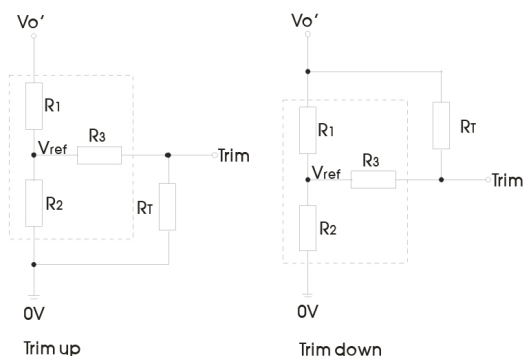 Vo'
R1
Vref
R3
Trim
R2
RT
0V
Trim up
Vo'
R1
RT
Vref
R3
Trim
R2
0V
Trim down